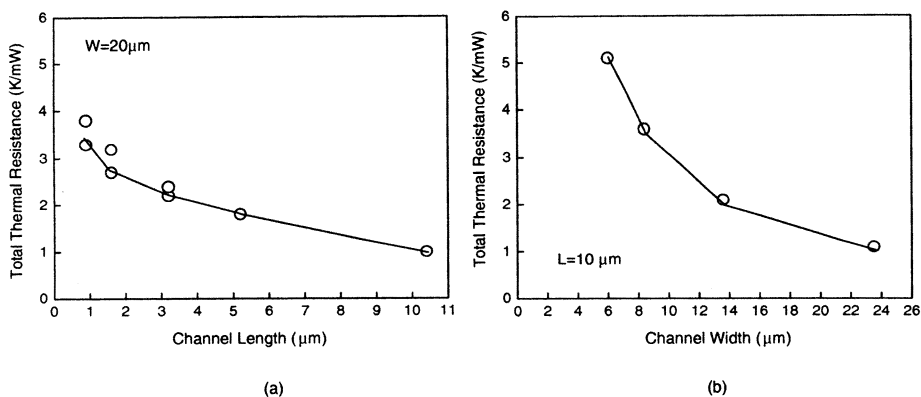 Total Thermal Resistance (K/mW)
6
5
4
3
2
1
0
W=20µm
0 1 2 3 4 5 6 7 8 9 10 11
Channel Length (µm)
(a)
Total Thermal Resistance (K/mW)
6
5
4
3
2
1
0
L=10 µm
0 2 4 6 8 10 12 14 16 18 20 22 24 26
Channel Width (µm)
(b)